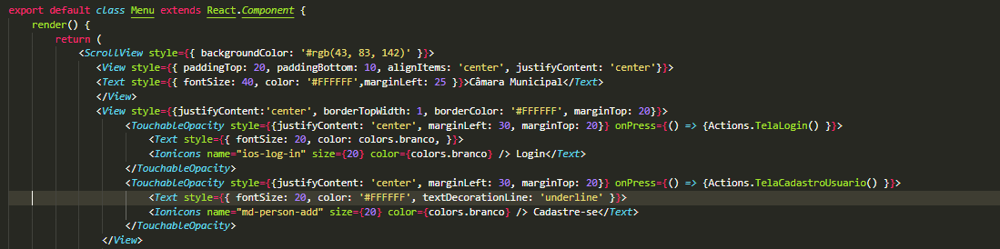 export default class Menu extends React.Component {
render() {
return (
<ScrollView style={{ backgroundColor: '#rgb(43, 83, 142)' }}>
<View style={{ paddingTop: 20, paddingBottom: 10, alignItems: 'center', justifyContent: 'center'}}>
<Text style={{ fontSize: 40, color: '#FFFFFF',marginLeft: 25 }}>Câmara Municipal</Text>
</View>
<View style={{justifyContent:'center', borderTopWidth: 1, borderColor: '#FFFFFF', marginTop: 20}}>
<TouchableOpacity style={{justifyContent: 'center', marginLeft: 30, marginTop: 20}} onPress={() => {Actions.TelaLogin() }}>
<Text style={{ fontSize: 20, color: colors.branco, }}>
<Ionicons name="ios-log-in" size={20} color={colors.branco} /> Login</Text>
</TouchableOpacity>
<TouchableOpacity style={{justifyContent: 'center', marginLeft: 30, marginTop: 20}} onPress={() => {Actions.TelaCadastroUsuario() }}>
<Text style={{ fontSize: 20, color: '#FFFFFF', textDecorationLine: 'underline' }}>
<Ionicons name="md-person-add" size={20} color={colors.branco} /> Cadastre-se</Text>
</TouchableOpacity>
</View>